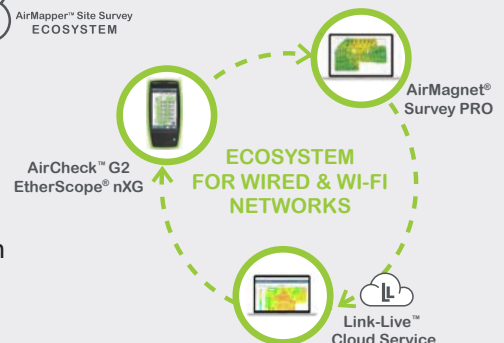 AirMapper™ Site Survey
ECOSYSTEM
AirMagnet®
Survey PRO
AirCheck™ G2
EtherScope® nXG
ECOSYSTEM
FOR WIRED & WI-FI
NETWORKS
LL
Link-Live™
Cloud Service